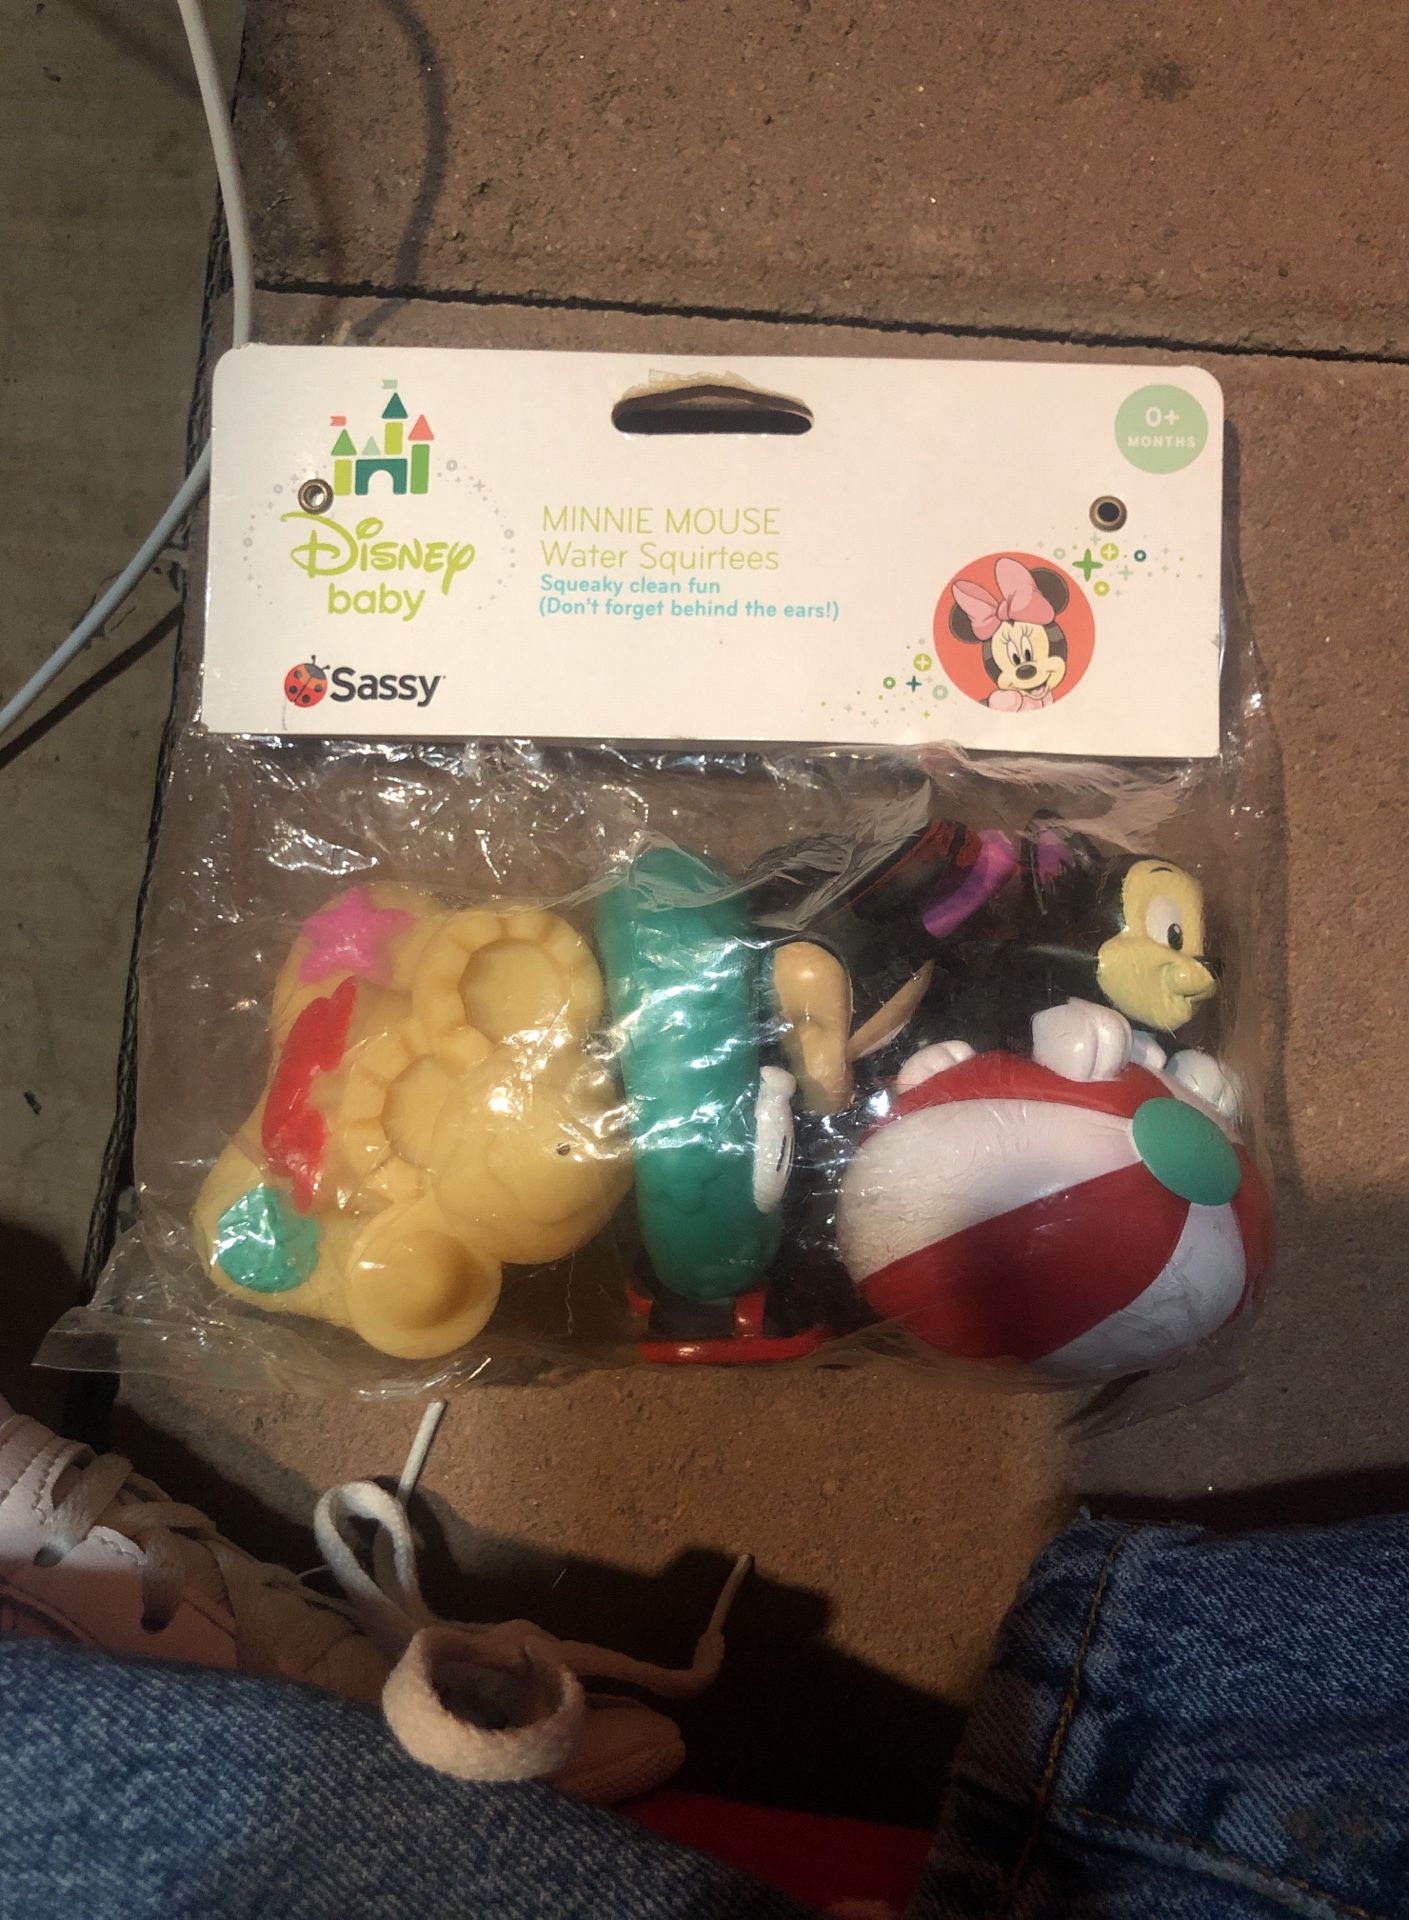 0+
MONTHS
Disney
baby
MINNIE MOUSE
Water Squirtees
Squeaky clean fun
(Don't forget behind the ears!)
Sassy